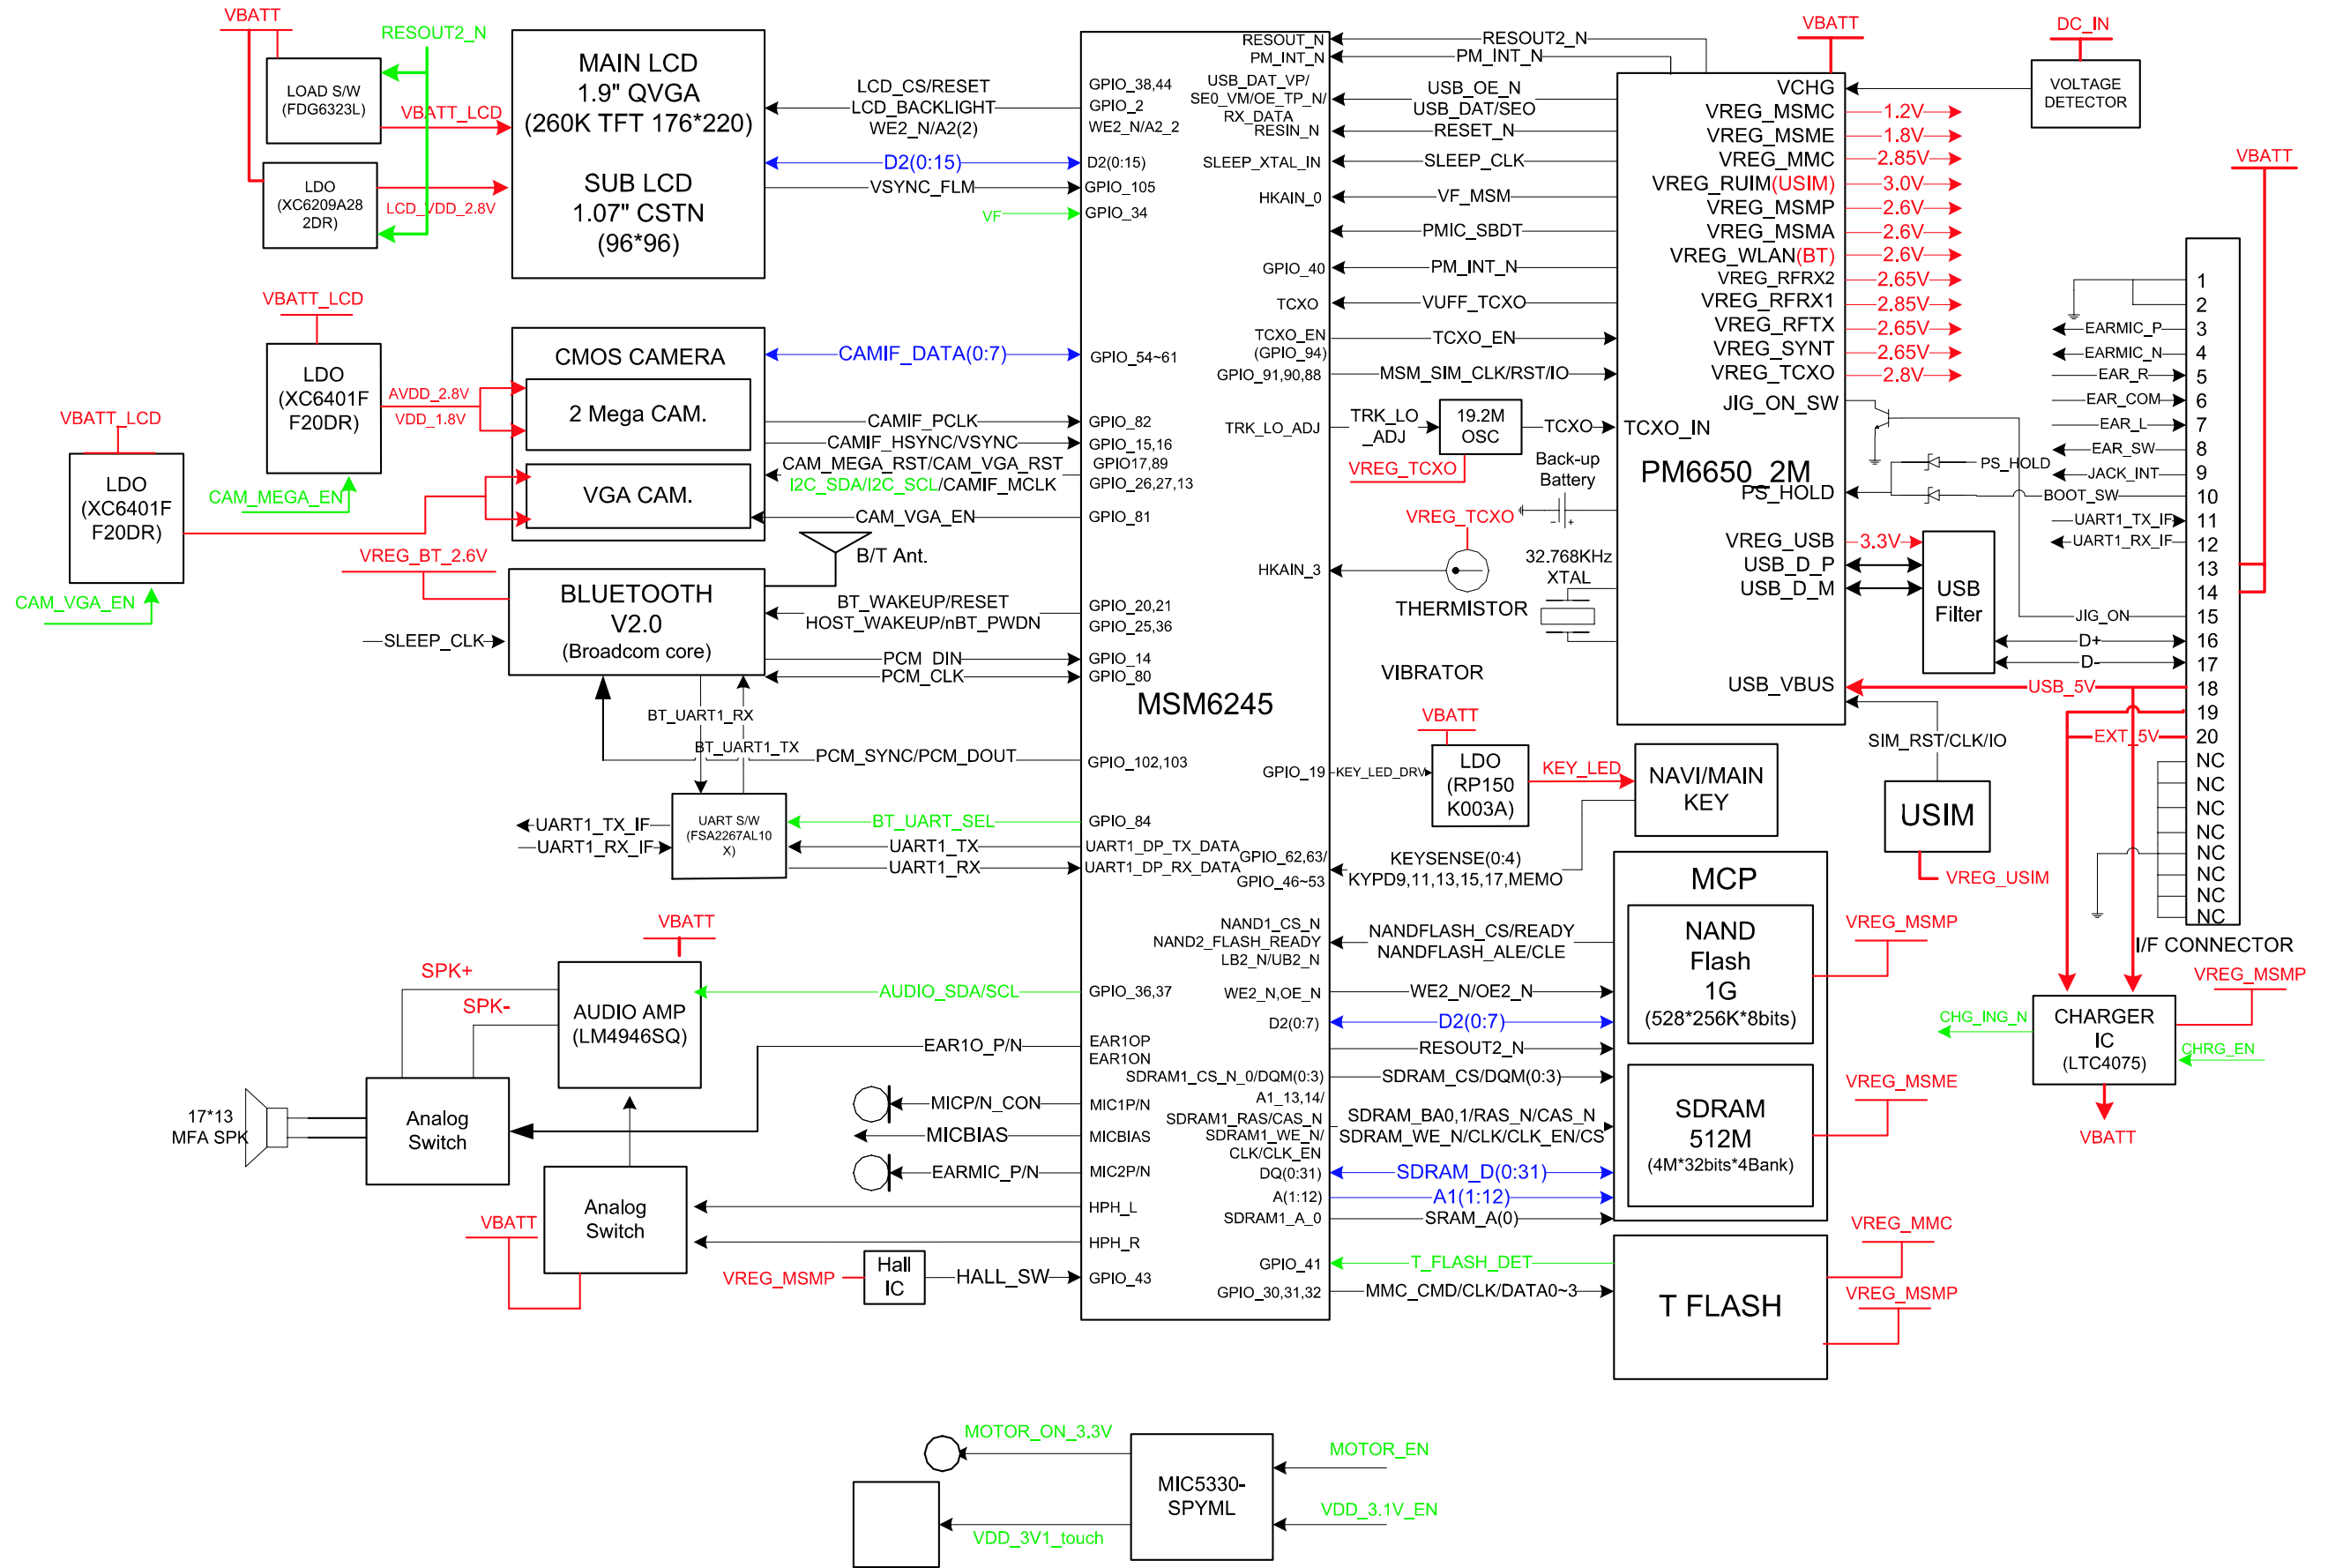 VBATT
RESOUT2_N
LOAD S/W
(FDG6323L)
VBATT_LCD
LDO
(XC6209A28
2DR)
LCD_VDD_2.8V
MAIN LCD
1.9" QVGA
(260K TFT 176*220)
SUB LCD
1.07" CSTN
(96*96)
LCD_CS/RESET
LCD_BACKLIGHT
WE2_N/A2(2)
D2(0:15)
VSYNC_FLM
VF
GPIO_38,44
GPIO_2
WE2_N/A2_2
D2(0:15)
GPIO_105
GPIO_34
VBATT_LCD
LDO
(XC6401F
F20DR)
AVDD_2.8V
VDD_1.8V
CAM_MEGA_EN
VBATT_LCD
LDO
(XC6401F
F20DR)
CAM_VGA_EN
CMOS CAMERA
2 Mega CAM.
VGA CAM.
CAMIF_DATA(0:7)
CAMIF_PCLK
CAMIF_HSYNC/VSYNC
CAM_MEGA_RST/CAM_VGA_RST
I2C_SDA/I2C_SCL/CAMIF_MCLK
CAM_VGA_EN
GPIO_54~61
GPIO_82
GPIO_15,16
GPIO17,89
GPIO_26,27,13
GPIO_81
B/T Ant.
VREG_BT_2.6V
SLEEP_CLK
BLUETOOTH
V2.0
(Broadcom core)
BT_WAKEUP/RESET
HOST_WAKEUP/nBT_PWDN
PCM_DIN
PCM_CLK
GPIO_20,21
GPIO_25,36
GPIO_14
GPIO_80
BT_UART1_RX
BT_UART1_TX
PCM_SYNC/PCM_DOUT
GPIO_102,103
UART1_TX_IF
UART1_RX_IF
UART S/W
(FSA2267AL10
X)
BT_UART_SEL
UART1_TX
UART1_RX
GPIO_84
UART1_DP_TX_DATA
UART1_DP_RX_DATA
VBATT
SPK+
SPK-
AUDIO AMP
(LM4946SQ)
AUDIO_SDA/SCL
GPIO_36,37
EAR1O_P/N
EAR1OP
EAR1ON
17*13
MFA SPK
Analog
Switch
MICP/N_CON
MICBIAS
EARMIC_P/N
MIC1P/N
MICBIAS
MIC2P/N
VBATT
Analog
Switch
HPH_L
HPH_R
VREG_MSMP
Hall
IC
HALL_SW
GPIO_43
MSM6245
RESOUT_N
PM_INT_N
USB_DAT_VP/
SE0_VM/OE_TP_N/
RX_DATA
RESIN_N
SLEEP_XTAL_IN
HKAIN_0
GPIO_40
TCXO
TCXO_EN
(GPIO_94)
GPIO_91,90,88
TRK_LO_ADJ
HKAIN_3
GPIO_19
GPIO_62,63/
GPIO_46~53
NAND1_CS_N
NAND2_FLASH_READY
LB2_N/UB2_N
WE2_N,OE_N
D2(0:7)
SDRAM1_CS_N_0/DQM(0:3)
A1_13,14/
SDRAM1_RAS/CAS_N
SDRAM1_WE_N/
CLK/CLK_EN
DQ(0:31)
A(1:12)
SDRAM1_A_0
GPIO_41
GPIO_30,31,32
RESOUT2_N
PM_INT_N
USB_OE_N
USB_DAT/SEO
RESET_N
SLEEP_CLK
VF_MSM
PMIC_SBDT
PM_INT_N
VUFF_TCXO
TCXO_EN
MSM_SIM_CLK/RST/IO
TRK_LO
_ADJ
19.2M
OSC
TCXO
VREG_TCXO
Back-up
Battery
VREG_TCXO
THERMISTOR
32.768KHz
XTAL
VIBRATOR
VBATT
KEY_LED_DRV
LDO
(RP150
K003A)
KEY_LED
NAVI/MAIN
KEY
KEYSENSE(0:4)
KYPD9,11,13,15,17,MEMO
NANDFLASH_CS/READY
NANDFLASH_ALE/CLE
WE2_N/OE2_N
D2(0:7)
RESOUT2_N
SDRAM_CS/DQM(0:3)
SDRAM_BA0,1/RAS_N/CAS_N
SDRAM_WE_N/CLK/CLK_EN/CS
SDRAM_D(0:31)
A1(1:12)
SRAM_A(0)
T_FLASH_DET
MMC_CMD/CLK/DATA0~3
MCP
NAND
Flash
1G
(528*256K*8bits)
SDRAM
512M
(4M*32bits*4Bank)
VREG_MSMP
VREG_MSME
T FLASH
VREG_MMC
VREG_MSMP
VBATT
PM6650_2M
VCHG
VREG_MSMC
1.2V
VREG_MSME
1.8V
VREG_MMC
2.85V
VREG_RUIM(USIM)
3.0V
VREG_MSMP
2.6V
VREG_MSMA
2.6V
VREG_WLAN(BT)
2.6V
VREG_RFRX2
2.65V
VREG_RFRX1
2.85V
VREG_RFTX
2.65V
VREG_SYNT
2.65V
VREG_TCXO
2.8V
JIG_ON_SW
TCXO_IN
PS_HOLD
VREG_USB
3.3V
USB_D_P
USB_D_M
USB_VBUS
DC_IN
VOLTAGE
DETECTOR
VBATT
PS_HOLD
USB
Filter
EARMIC_P
EARMIC_N
EAR_R
EAR_COM
EAR_L
EAR_SW
JACK_INT
BOOT_SW
UART1_TX_IF
UART1_RX_IF
JIG_ON
D+
D-
USB_5V
EXT_5V
1
2
3
4
5
6
7
8
9
10
11
12
13
14
15
16
17
18
19
20
NC
NC
NC
NC
NC
NC
NC
NC
I/F CONNECTOR
SIM_RST/CLK/IO
USIM
VREG_USIM
VREG_MSMP
CHG_ING_N
CHARGER
IC
(LTC4075)
CHRG_EN
VBATT
MOTOR_ON_3.3V
MIC5330-
SPYML
MOTOR_EN
VDD_3.1V_EN
VDD_3V1_touch